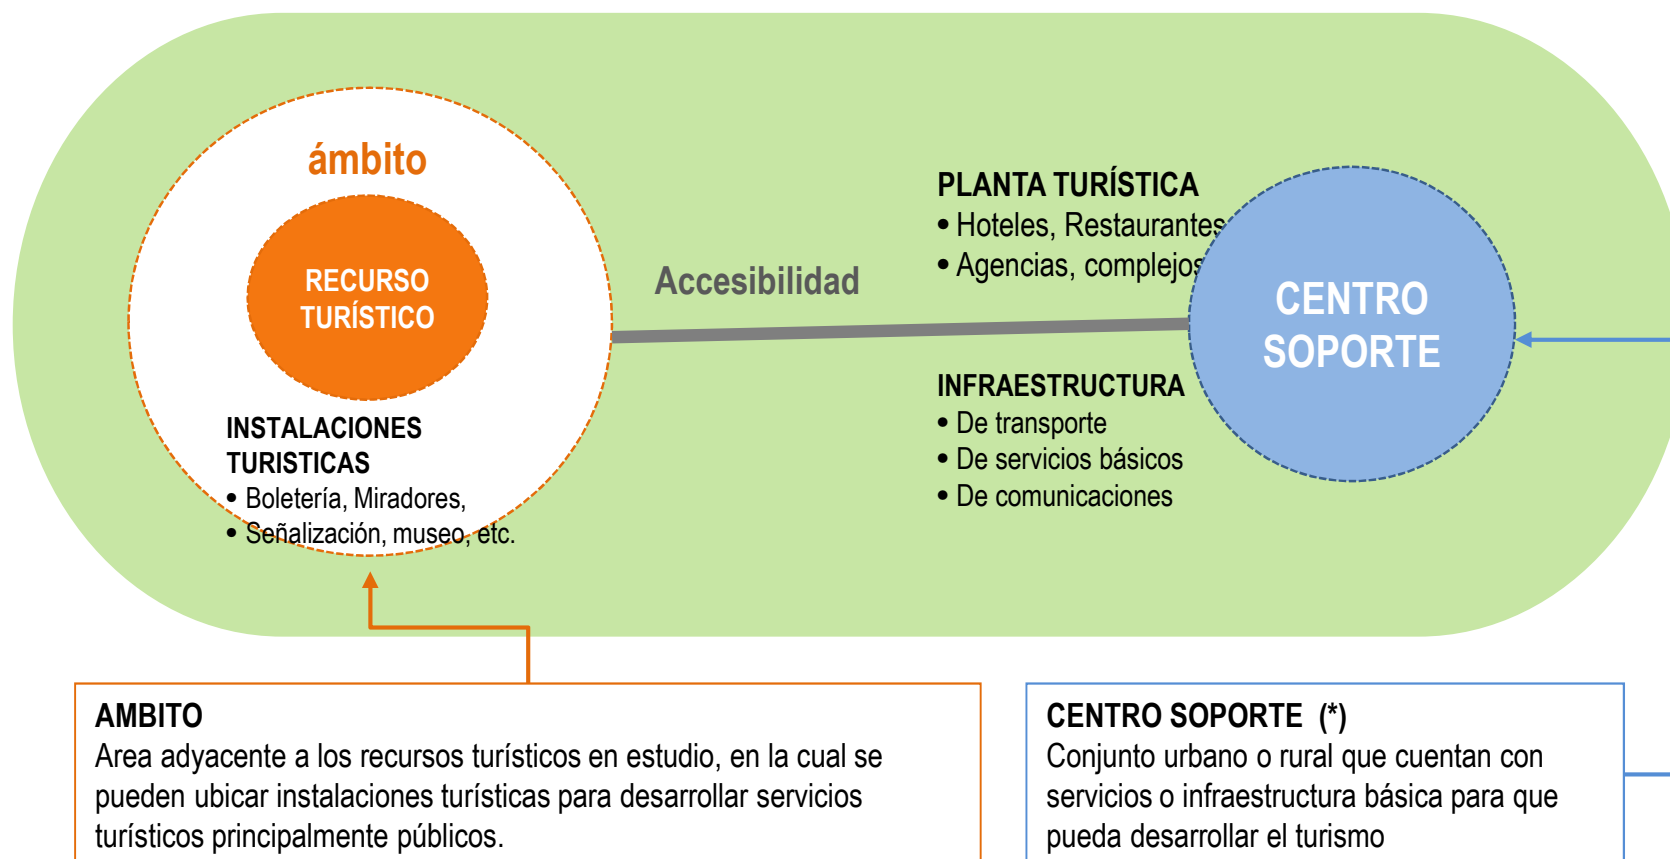 ámbito
RECURSO
TURÍSTICO
INSTALACIONES
TURISTICAS
• Boletería, Miradores,
• Señalización, museo, etc.
Accesibilidad
PLANTA TURÍSTICA
• Hoteles, Restaurantes
• Agencias, complejos
INFRAESTRUCTURA
• De transporte
• De servicios básicos
• De comunicaciones
CENTRO
SOPORTE
AMBITO
Area adyacente a los recursos turísticos en estudio, en la cual se
pueden ubicar instalaciones turísticas para desarrollar servicios
turísticos principalmente públicos.
CENTRO SOPORTE (*)
Conjunto urbano o rural que cuentan con
servicios o infraestructura básica para que
pueda desarrollar el turismo